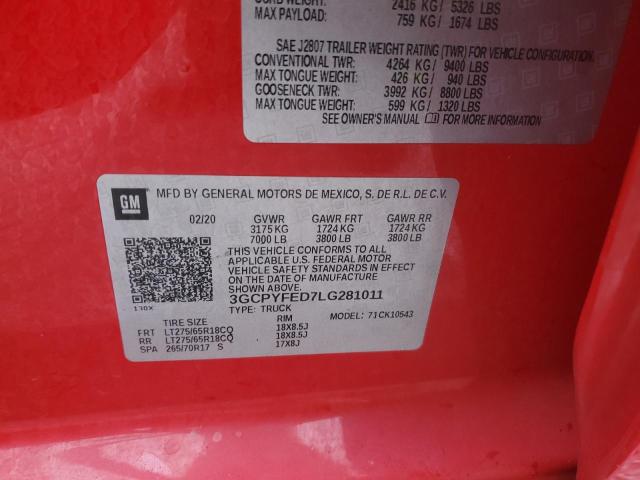 CURB WEIGHT: 2416 KG / 5326 LBS
MAX PAYLOAD: 759 KG / 1674 LBS
SAE J2807 TRAILER WEIGHT RATING (TWR) FOR VEHICLE CONFIGURATION.
CONVENTIONAL TWR: 4264 KG / 9400 LBS
MAX TONGUE WEIGHT: 426 KG / 940 LBS
GOOSENECK TWR: 3992 KG / 8800 LBS
MAX TONGUE WEIGHT: 599 KG / 1320 LBS
SEE OWNER'S MANUAL FOR MORE INFORMATION
GM MFD BY GENERAL MOTORS DE MEXICO, S. DE R.L. DE C.V.
02/20 GVWR GAWR FRT GAWR RR
3175 KG 1724 KG 1724 KG
7000 LB 3800 LB 3800 LB
THIS VEHICLE CONFORMS TO ALL
APPLICABLE U.S. FEDERAL MOTOR
VEHICLE SAFETY STANDARDS IN EFFECT
ON THE DATE OF MANUFACTURE
SHOWN ABOVE.
130X
3GCPYFED7LG281011
TYPE: TRUCK MODEL: 71CK10543
TIRE SIZE RIM
FRT LT275/65R18CQ 18X8.5J
RR LT275/65R18CQ 18X8.5J
SPA 265/70R17 S 17X8J